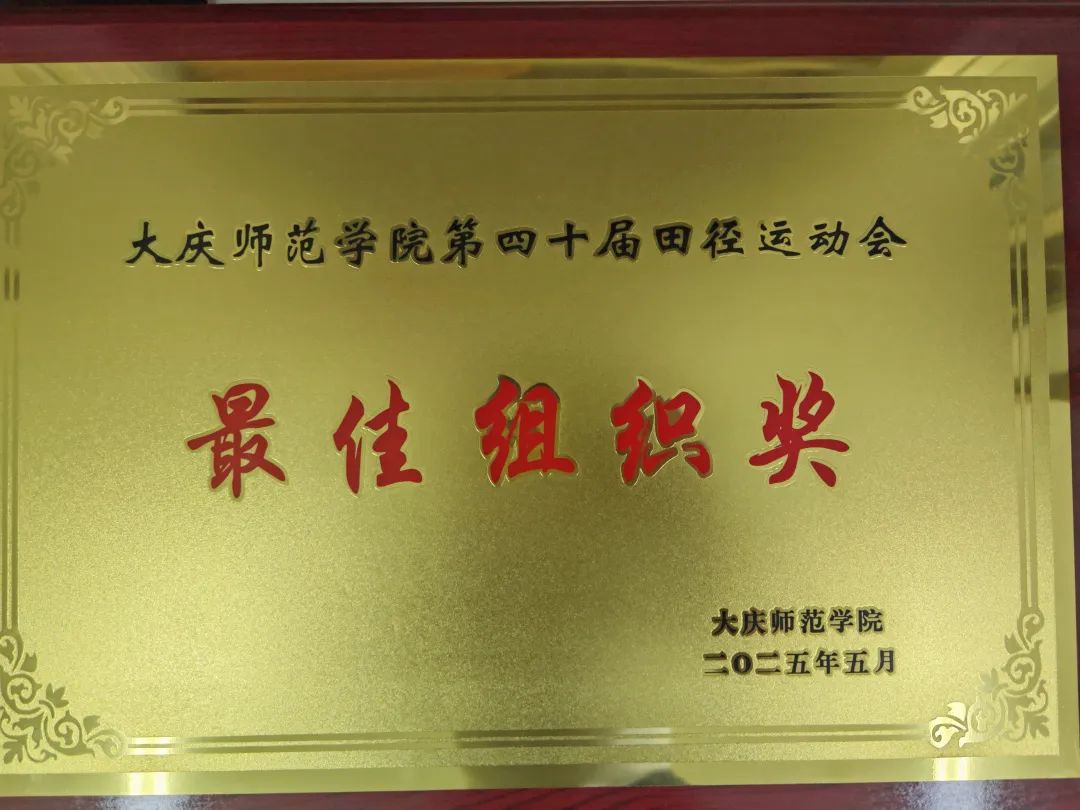 大庆师范学院第四十届田径运动会
最佳组织奖
大庆师范学院
二〇二五年五月